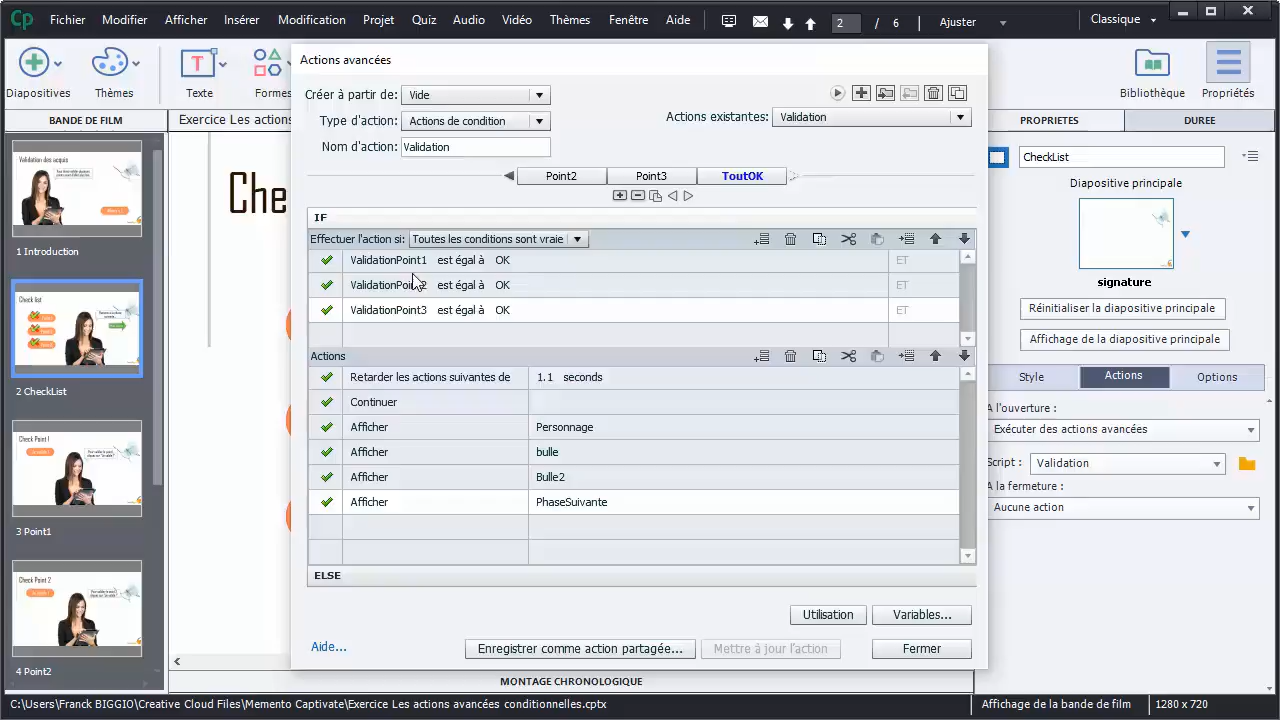 Cp Fichier Modifier Afficher Insérer Modification Projet Quiz Audio Vidéo Thèmes Fenêtre Aide 2 / 6 Ajuster Classique
Diapositives Thèmes Texte Formes Bibliothèque Propriétés
BANDE DE FILM
Exercice Les actions
PROPRIETES DUREE
Validation des acquis
1 Introduction
Check list
2 CheckList
Check Point 1
3 Point1
Check Point 2
4 Point2
Che
Actions avancées
Créer à partir de: Vide
Type d'action: Actions de condition
Actions existantes: Validation
Nom d'action: Validation
Point2 Point3 ToutOK
IF
Effectuer l'action si: Toutes les conditions sont vraie
ValidationPoint1 est égal à OK ET
ValidationPoint2 est égal à OK ET
ValidationPoint3 est égal à OK ET
Actions
Retarder les actions suivantes de 1.1 seconds
Continuer
Afficher Personnage
Afficher bulle
Afficher Bulle2
Afficher PhaseSuivante
ELSE
Utilisation Variables...
Aide... Enregistrer comme action partagée... Mettre à jour l'action Fermer
CheckList
Diapositive principale
signature
Réinitialiser la diapositive principale
Affichage de la diapositive principale
Style Actions Options
A l'ouverture :
Exécuter des actions avancées
Script : Validation
A la fermeture :
Aucune action
MONTAGE CHRONOLOGIQUE
C:\Users\Franck BIGGIO\Creative Cloud Files\Memento Captivate\Exercice Les actions avancées conditionnelles.cptx Affichage de la bande de film 1280 x 720